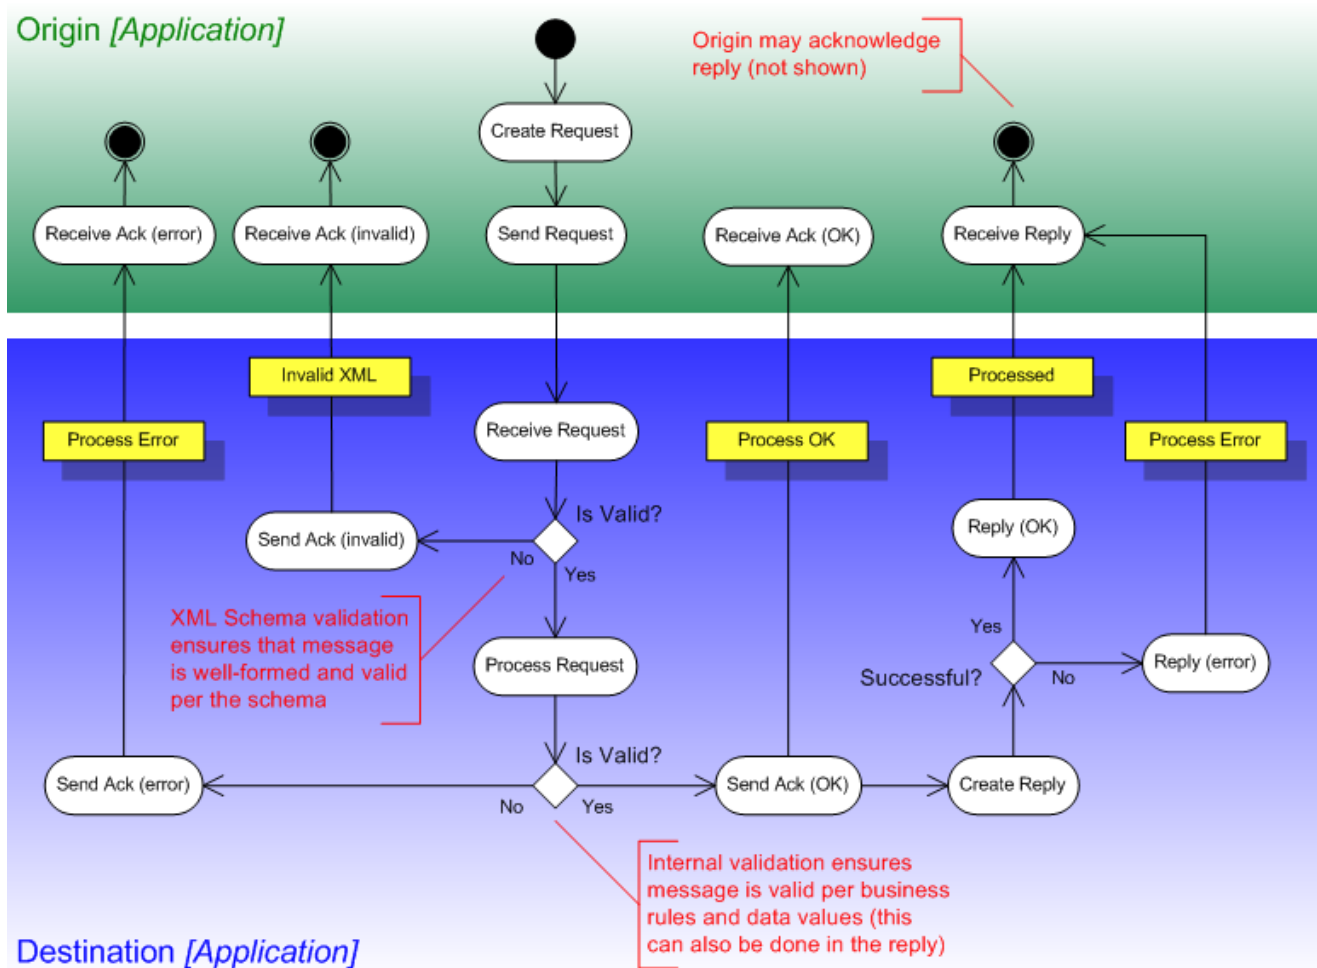 Origin [Application]
Origin may acknowledge
reply (not shown)
Create Request
Receive Ack (error)
Receive Ack (invalid)
Send Request
Receive Ack (OK)
Receive Reply
Invalid XML
Processed
Process Error
Receive Request
Process OK
Process Error
Is Valid?
Send Ack (invalid)
Reply (OK)
No
Yes
XML Schema validation
ensures that message
is well-formed and valid
per the schema
Process Request
Yes
Successful?
No
Reply (error)
Is Valid?
Send Ack (error)
No
Yes
Send Ack (OK)
Create Reply
Internal validation ensures
message is valid per business
rules and data values (this
can also be done in the reply)
Destination [Application]